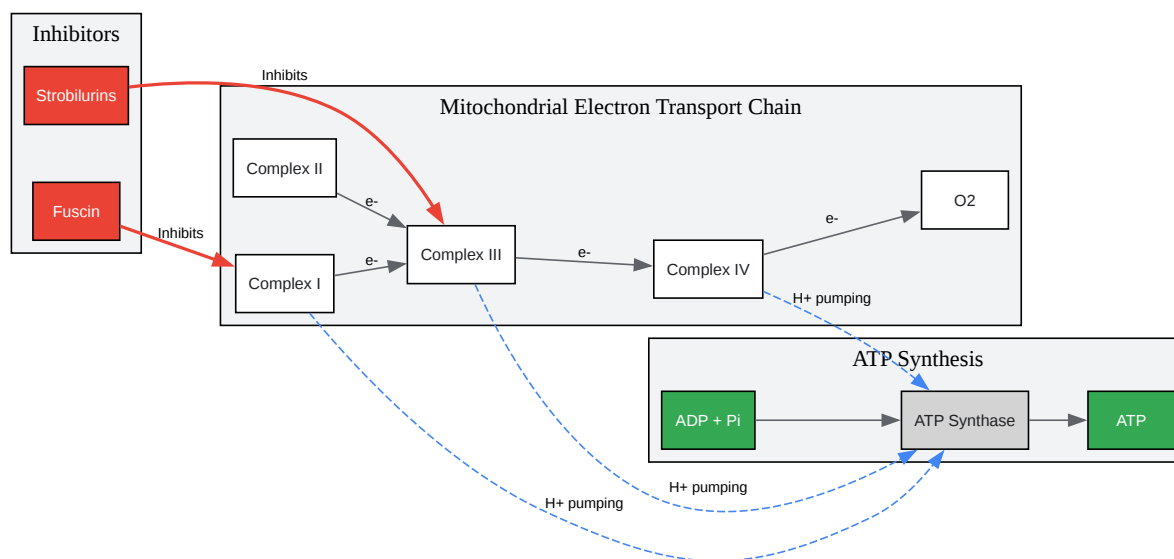 Inhibitors
Strobilurins
Fuscin
Inhibits
Inhibits
Mitochondrial Electron Transport Chain
Complex II
e-
Complex I
e-
Complex III
e-
Complex IV
e-
O2
H+ pumping
ATP Synthesis
ADP + Pi
ATP Synthase
ATP
H+ pumping
H+ pumping